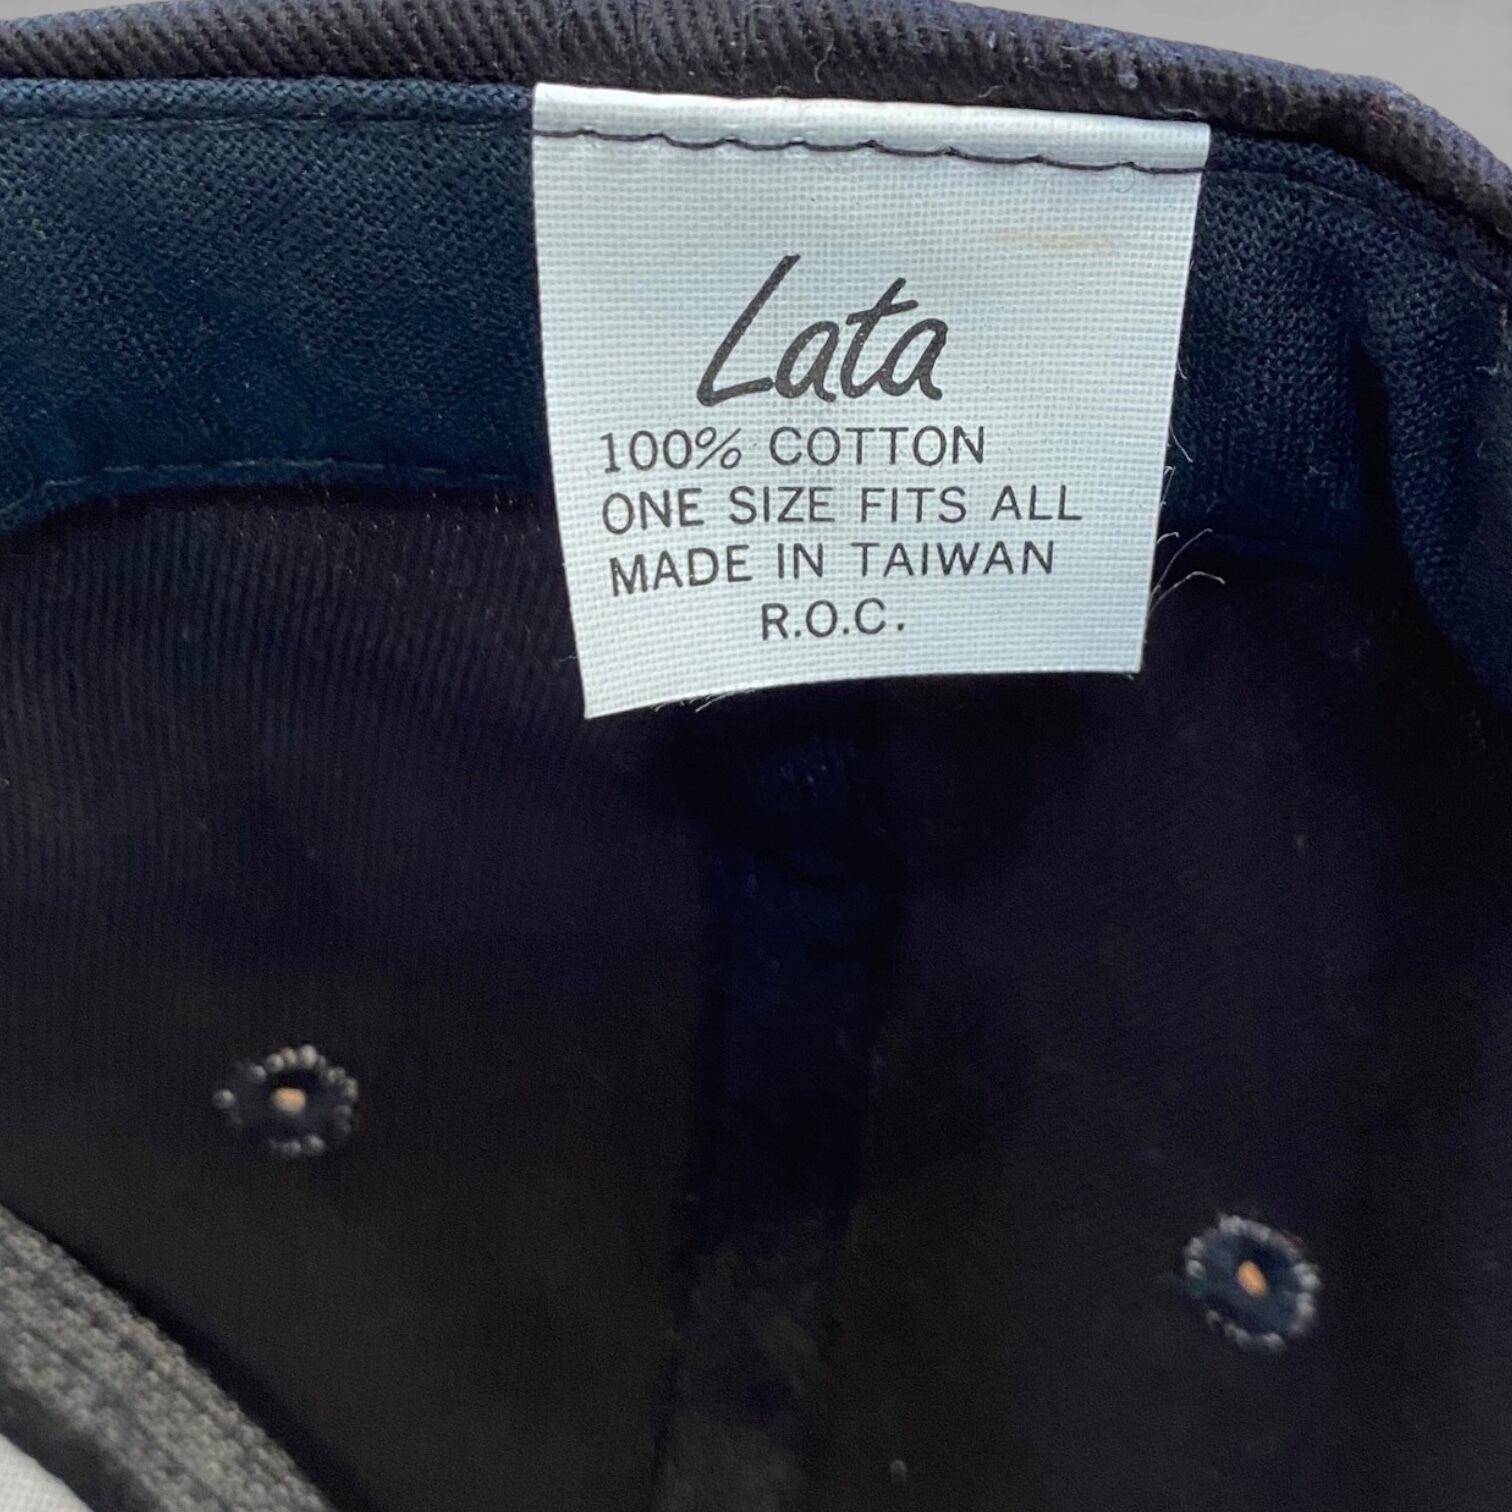 Lata
100% COTTON
ONE SIZE FITS ALL
MADE IN TAIWAN
R.O.C.